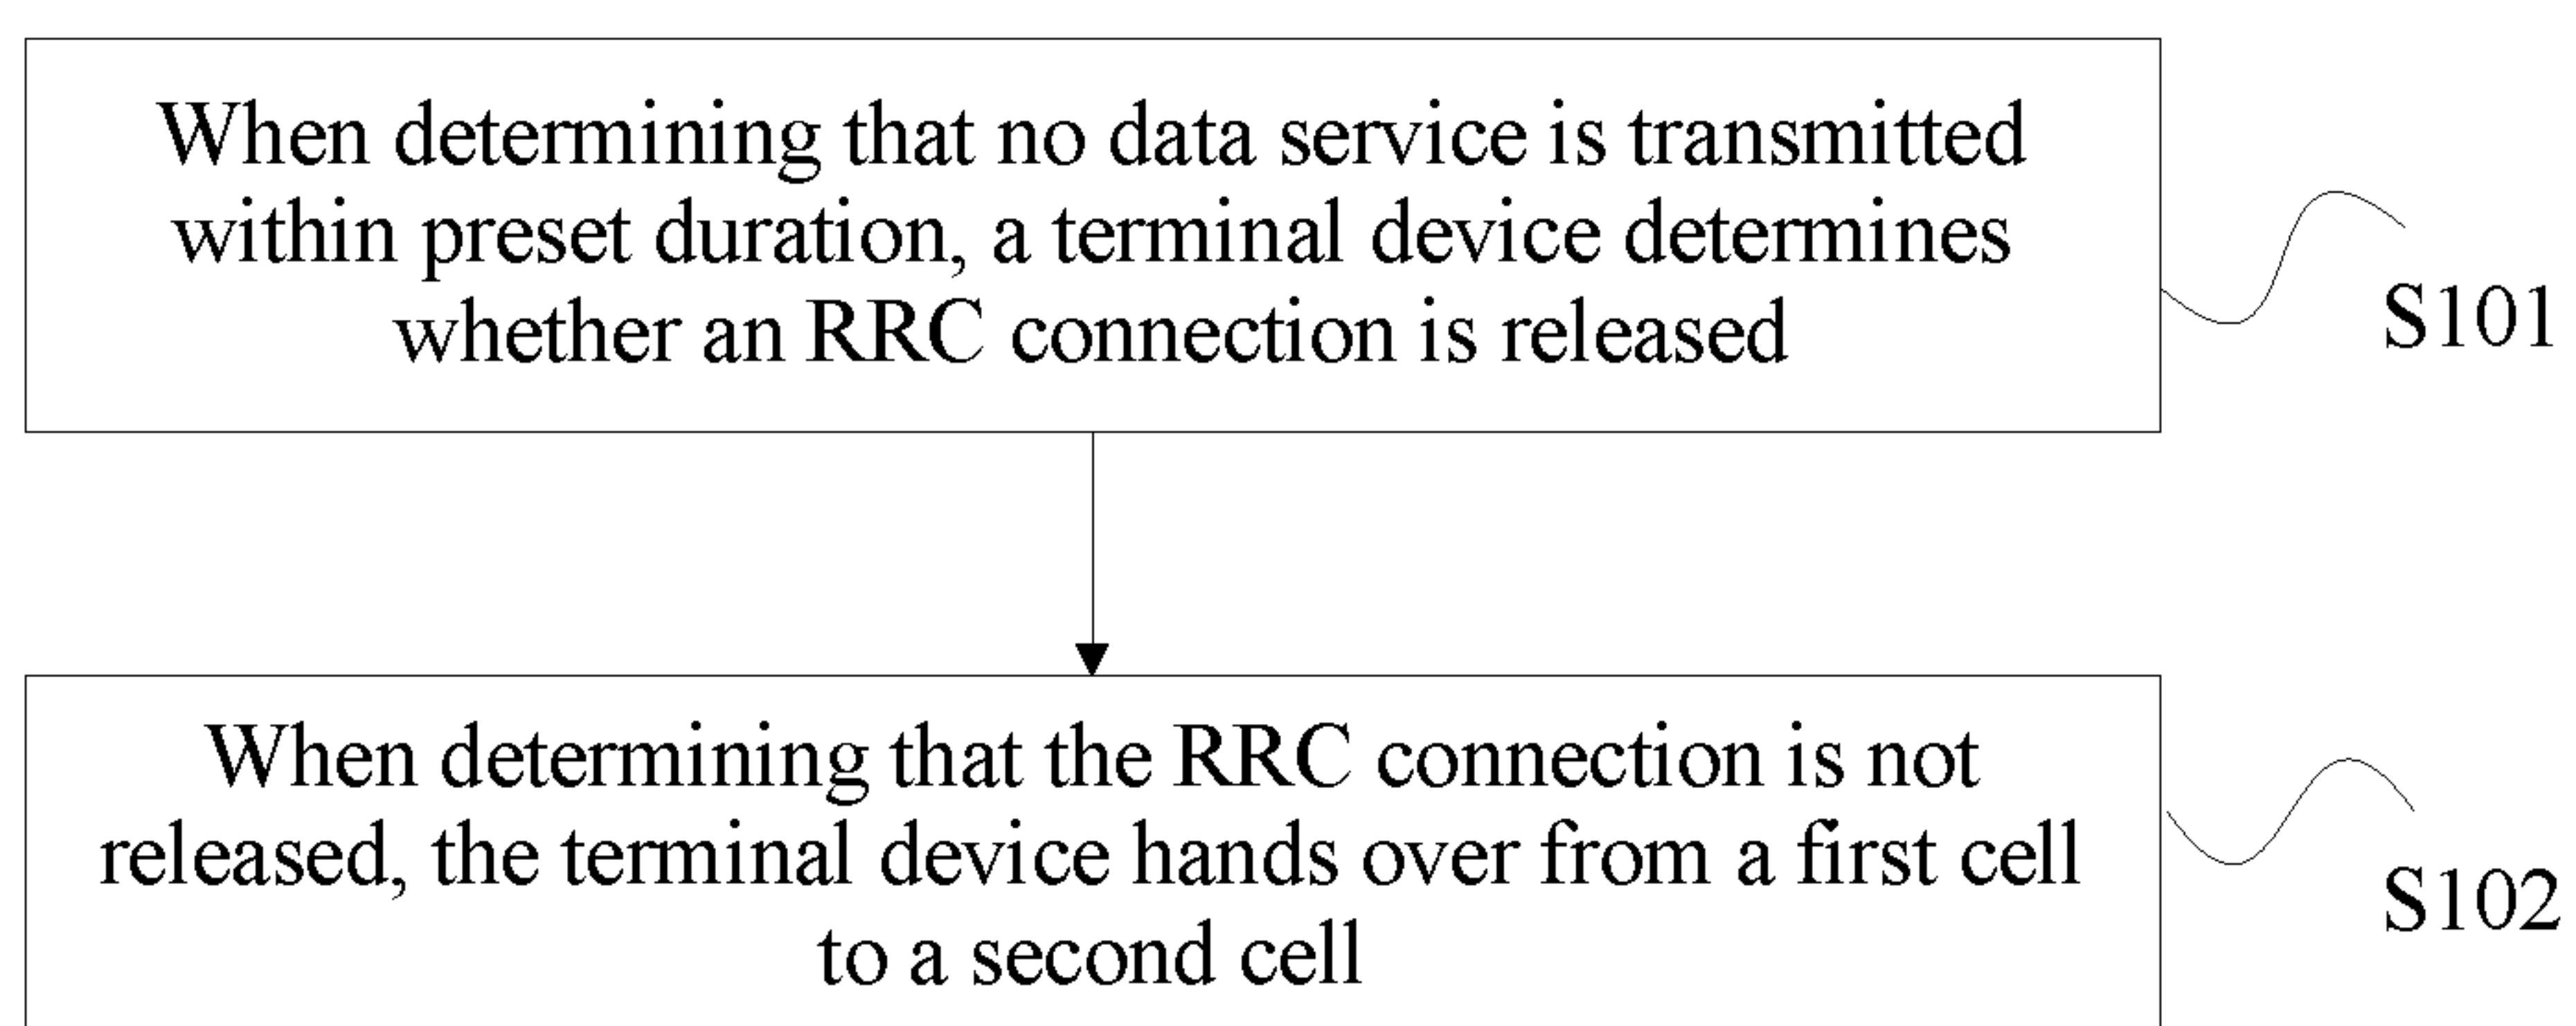 When determining that no data service is transmitted
within preset duration, a terminal device determines
whether an RRC connection is released
S101
When determining that the RRC connection is not
released, the terminal device hands over from a first cell
to a second cell
S102